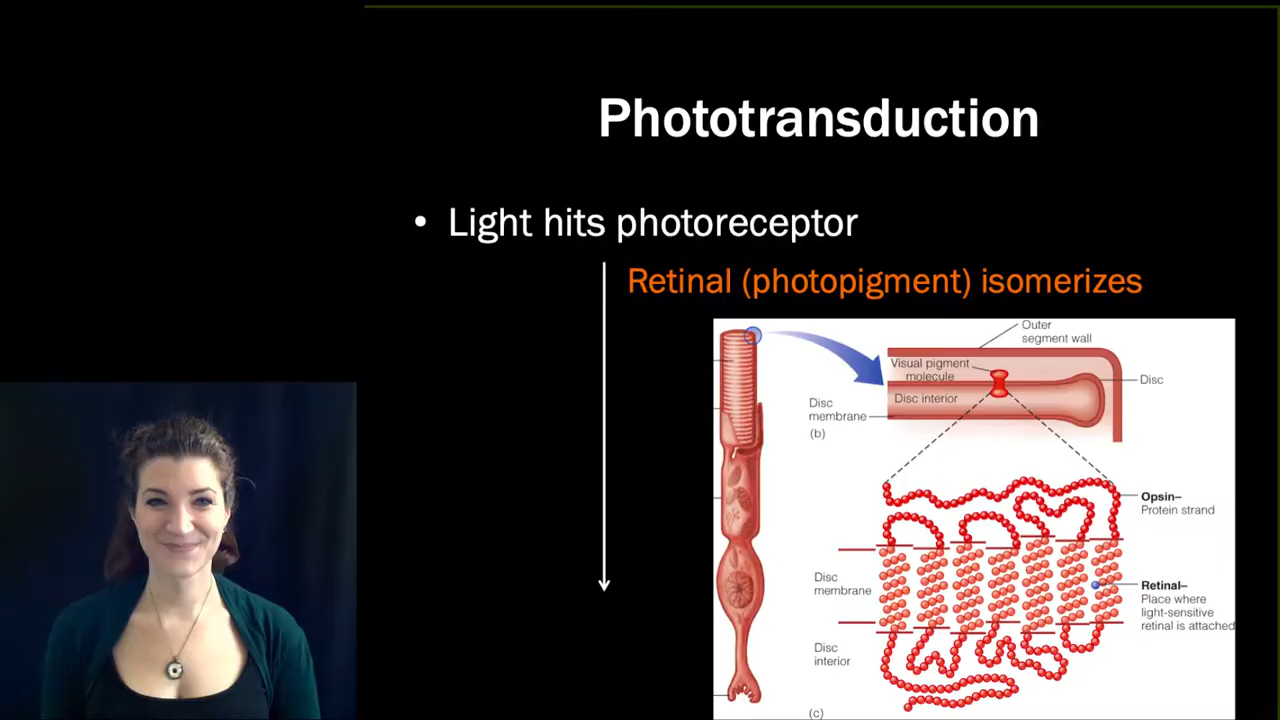 Phototransduction
• Light hits photoreceptor
Retinal (photopigment) isomerizes
Outer
segment wall
Visual pigment
molecule
Disc
Disc interior
Disc
membrane
(b)
Opsin–
Protein strand
Disc
membrane
Retinal–
Place where
light-sensitive
retinal is attached
Disc
interior
(c)